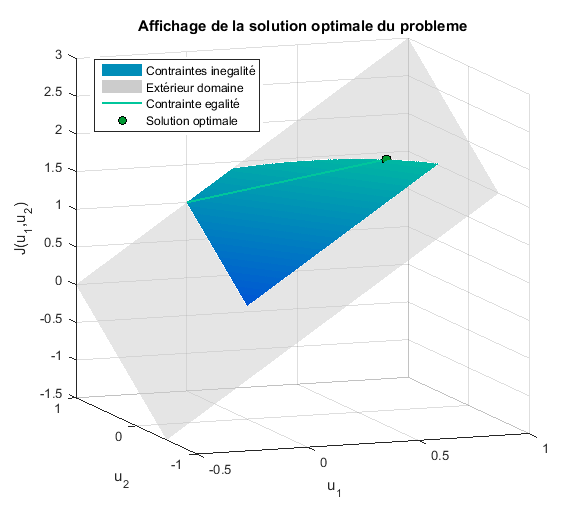 Affichage de la solution optimale du probleme
Contraintes inegalité
Extérieur domaine
Contrainte egalité
Solution optimale
3
2.5
2
1.5
1
0.5
0
-0.5
-1
-1.5
J(u1,u2)
1
0
-1
u2
-0.5
0
0.5
1
u1